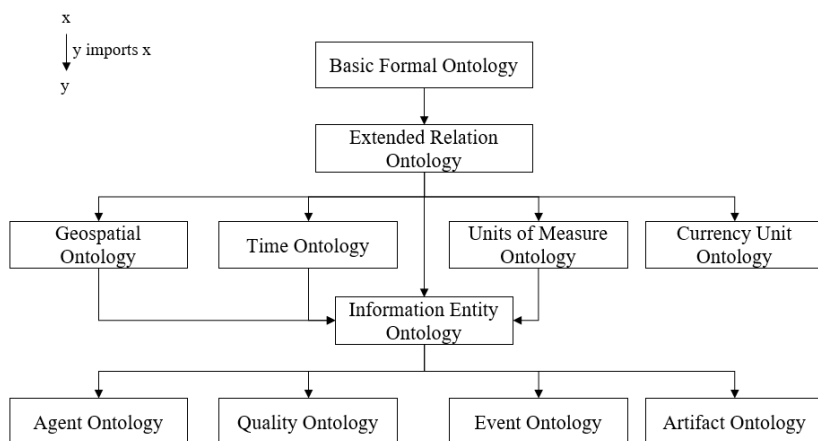 x
y imports x
y
Basic Formal Ontology
Extended Relation
Ontology
Geospatial
Ontology
Time Ontology
Units of Measure
Ontology
Currency Unit
Ontology
Information Entity
Ontology
Agent Ontology
Quality Ontology
Event Ontology
Artifact Ontology